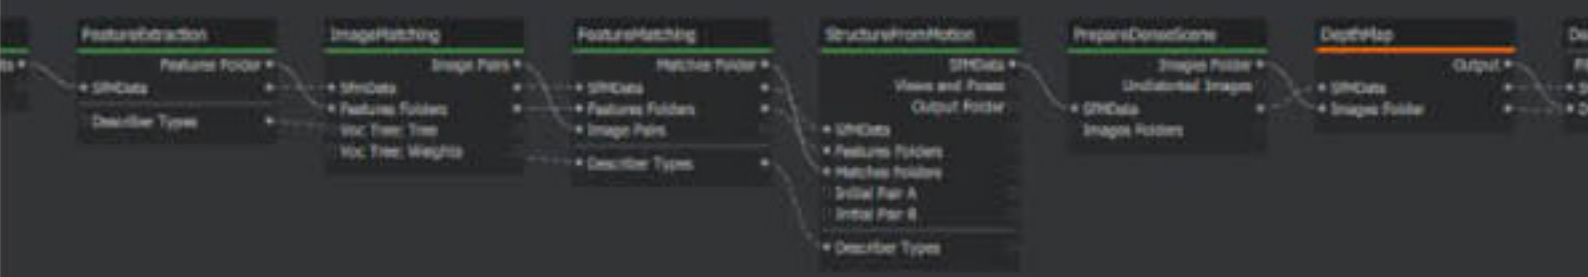 FeatureExtraction
Features Folder
SfMData
Describer Types
ImageMatching
Image Pairs
SfmData
Features Folders
Voc Tree: Tree
Voc Tree: Weights
FeatureMatching
Matches Folder
SfMData
Features Folders
Image Pairs
Describer Types
StructureFromMotion
SfMData
Views and Poses
Output Folder
SfMData
Features Folders
Matches Folders
Initial Pair A
Initial Pair B
Describer Types
PrepareDenseScene
Images Folder
Undistorted Images
SfMData
Images Folders
DepthMap
Output
SfMData
Images Folder